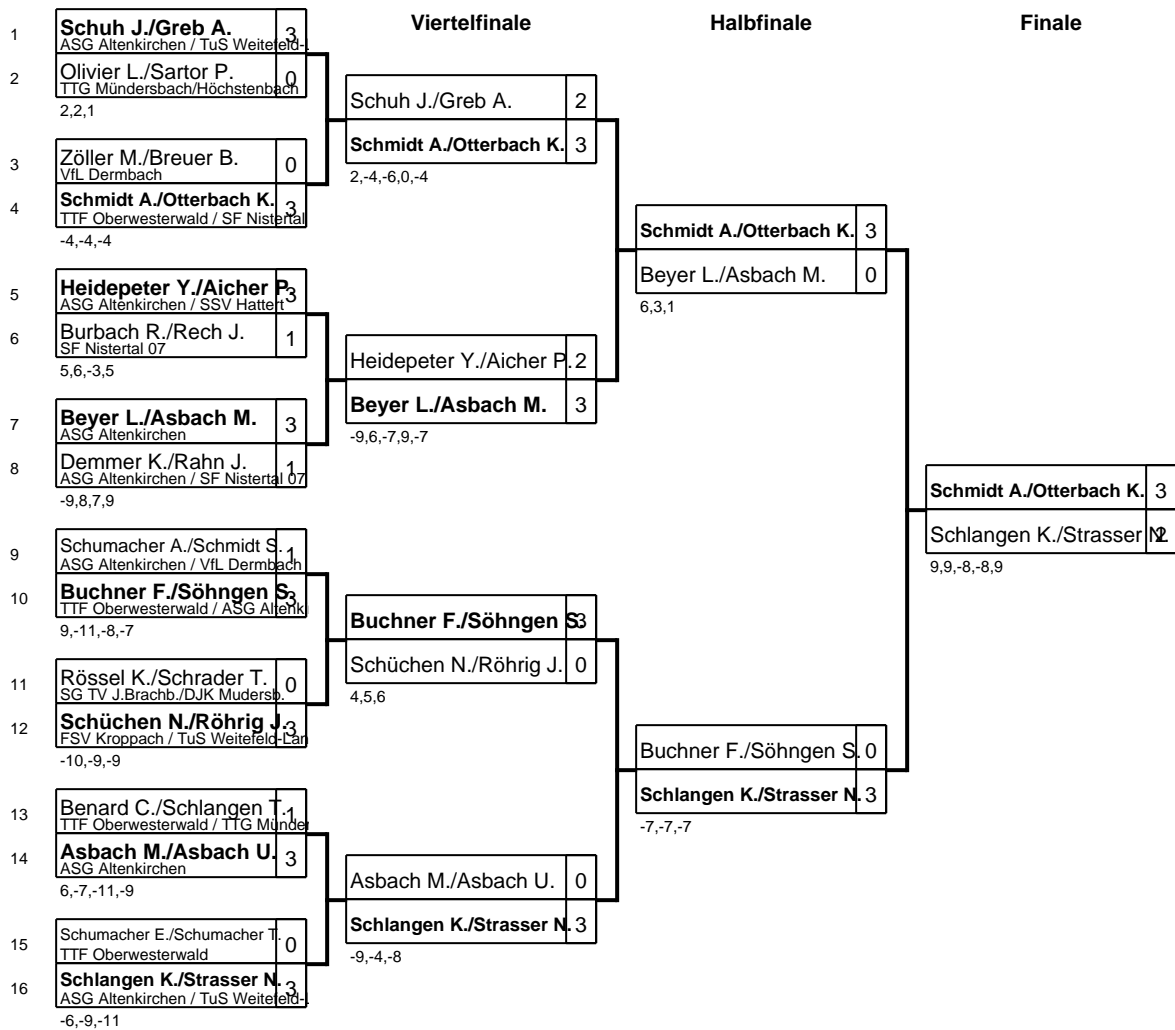 Viertelfinale
Halbfinale
Finale
1
Schuh J./Greb A. 3
ASG Altenkirchen / TuS Weitefeld-
2
Olivier L./Sartor P. 0
TTG Mündersbach/Höchstenbach
2,2,1
3
Zöller M./Breuer B. 0
VfL Dermbach
4
Schmidt A./Otterbach K. 3
TTF Oberwesterwald / SF Nistertal
-4,-4,-4
5
Heidepeter Y./Aicher P. 3
ASG Altenkirchen / SSV Hattert
6
Burbach R./Rech J. 1
SF Nistertal 07
5,6,-3,5
7
Beyer L./Asbach M. 3
ASG Altenkirchen
8
Demmer K./Rahn J. 1
ASG Altenkirchen / SF Nistertal 07
-9,8,7,9
9
Schumacher A./Schmidt S. 1
ASG Altenkirchen / VfL Dermbach
10
Buchner F./Söhngen S. 3
TTF Oberwesterwald / ASG Altenki
9,-11,-8,-7
11
Rössel K./Schrader T. 0
SG TV J.Brachb./DJK Mudersb.
12
Schüchen N./Röhrig J. 3
FSV Kroppach / TuS Weitefeld-Lan
-10,-9,-9
13
Benard C./Schlangen T. 1
TTF Oberwesterwald / TTG Münder
14
Asbach M./Asbach U. 3
ASG Altenkirchen
6,-7,-11,-9
15
Schumacher E./Schumacher T. 0
TTF Oberwesterwald
16
Schlangen K./Strasser N. 3
ASG Altenkirchen / TuS Weitefeld-
-6,-9,-11
Schuh J./Greb A. 2
Schmidt A./Otterbach K. 3
2,-4,-6,0,-4
Heidepeter Y./Aicher P. 2
Beyer L./Asbach M. 3
-9,6,-7,9,-7
Buchner F./Söhngen S. 3
Schüchen N./Röhrig J. 0
4,5,6
Asbach M./Asbach U. 0
Schlangen K./Strasser N. 3
-9,-4,-8
Schmidt A./Otterbach K. 3
Beyer L./Asbach M. 0
6,3,1
Buchner F./Söhngen S. 0
Schlangen K./Strasser N. 3
-7,-7,-7
Schmidt A./Otterbach K. 3
Schlangen K./Strasser N. 2
9,9,-8,-8,9